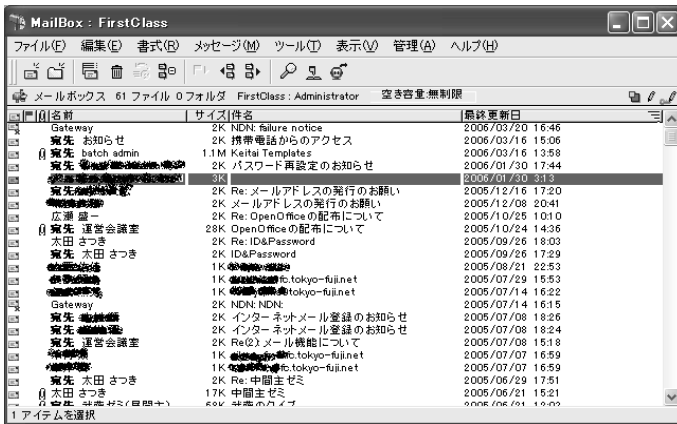 MailBox : FirstClass
ファイル(F) 編集(E) 書式(R) メッセージ(M) ツール(T) 表示(V) 管理(A) ヘルプ(H)
メールボックス 61 ファイル 0 フォルダ FirstClass : Administrator 空き容量:無制限
名前 サイズ 件名 最終更新日
Gateway 2K NDN: failure notice 2006/03/20 16:46
宛先 お知らせ 2K 携帯電話からのアクセス 2006/03/16 15:06
宛先 batch admin 1.1M Keitai Templates 2006/03/16 13:58
宛先 2K パスワード再設定のお知らせ 2006/01/30 17:44
3K 2006/01/30 3:13
宛先 2K Re: メールアドレスの発行のお願い 2005/12/16 17:20
2K メールアドレスの発行のお願い 2005/12/08 20:41
広瀬 盛一 2K Re: OpenOfficeの配布について 2005/10/25 10:10
宛先 運営会議室 28K OpenOfficeの配布について 2005/10/24 14:36
太田 さつき 2K Re: ID&Password 2005/09/26 18:03
宛先 太田 さつき 2K ID&Password 2005/09/26 17:29
1K 2005/08/21 22:53
1K fc.tokyo-fuji.net 2005/07/29 15:53
1K fc.tokyo-fuji.net 2005/07/14 16:22
Gateway 2K NDN: NDN: 2005/07/14 16:15
宛先 2K インターネットメール登録のお知らせ 2005/07/08 18:26
宛先 2K インターネットメール登録のお知らせ 2005/07/08 18:24
宛先 運営会議室 2K Re(2): メール機能について 2005/07/08 15:18
1K fc.tokyo-fuji.net 2005/07/07 16:59
1K fc.tokyo-fuji.net 2005/07/07 16:59
宛先 太田 さつき 2K Re: 中間主ゼミ 2005/06/29 17:51
太田 さつき 17K 中間主ゼミ 2005/06/21 15:21
1 アイテムを選択